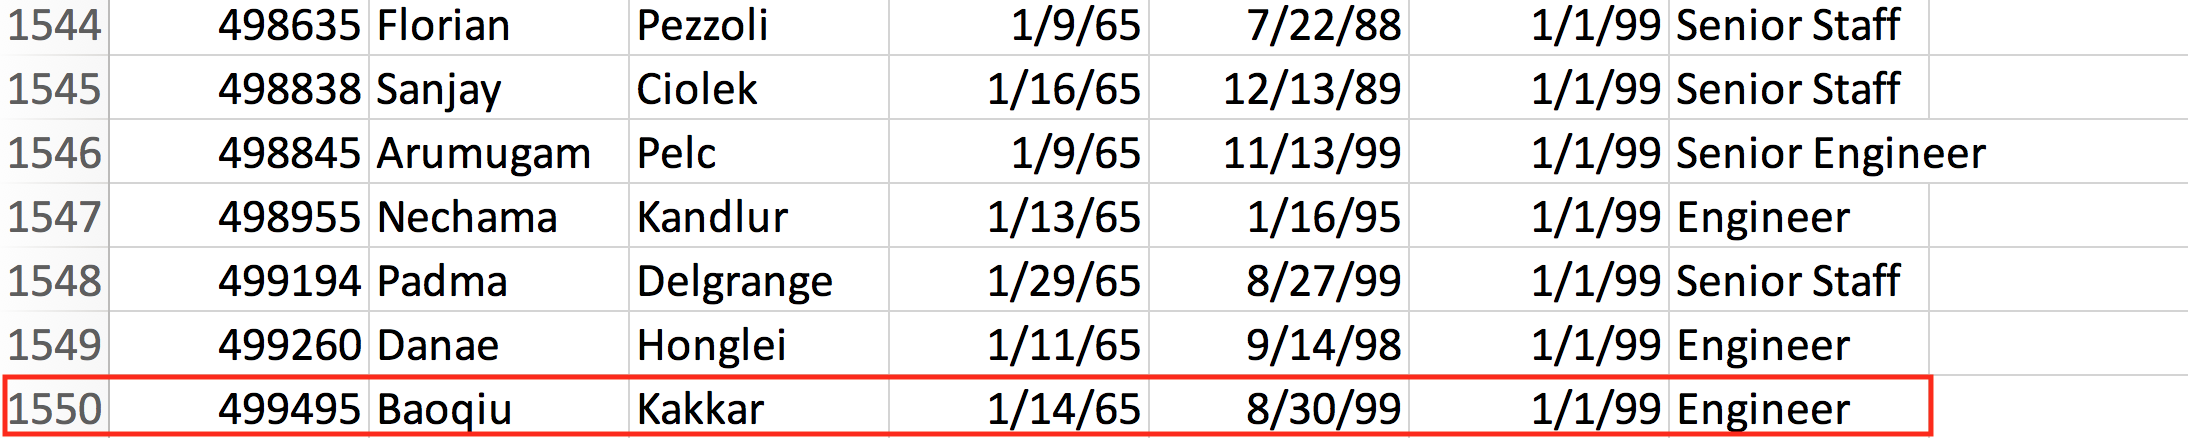 1544 498635 Florian Pezzoli 1/9/65 7/22/88 1/1/99 Senior Staff
1545 498838 Sanjay Ciolek 1/16/65 12/13/89 1/1/99 Senior Staff
1546 498845 Arumugam Pelc 1/9/65 11/13/99 1/1/99 Senior Engineer
1547 498955 Nechama Kandlur 1/13/65 1/16/95 1/1/99 Engineer
1548 499194 Padma Delgrange 1/29/65 8/27/99 1/1/99 Senior Staff
1549 499260 Danae Honglei 1/11/65 9/14/98 1/1/99 Engineer
1550 499495 Baoqiu Kakkar 1/14/65 8/30/99 1/1/99 Engineer